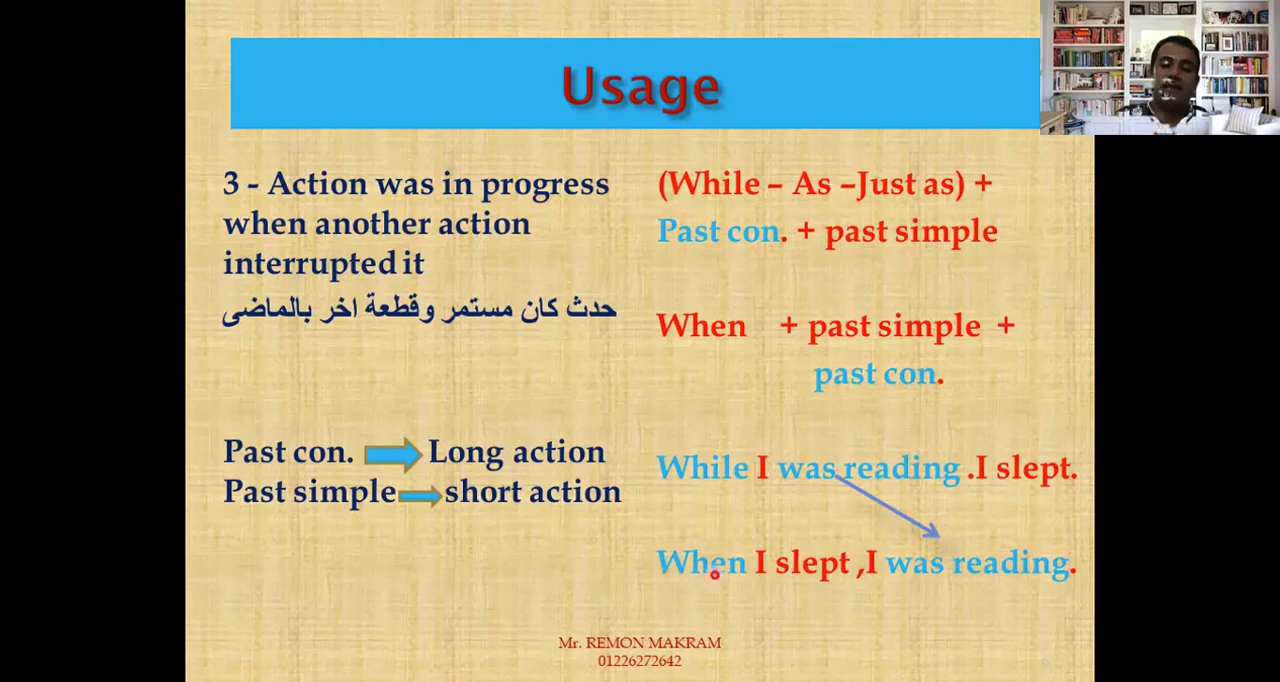 Usage
3 - Action was in progress
when another action
interrupted it
حدث كان مستمر وقطعة اخر بالماضى
Past con. Long action
Past simple short action
(While – As –Just as) +
Past con. + past simple
When + past simple +
past con.
While I was reading .I slept.
When I slept ,I was reading.
Mr. REMON MAKRAM
01226272642